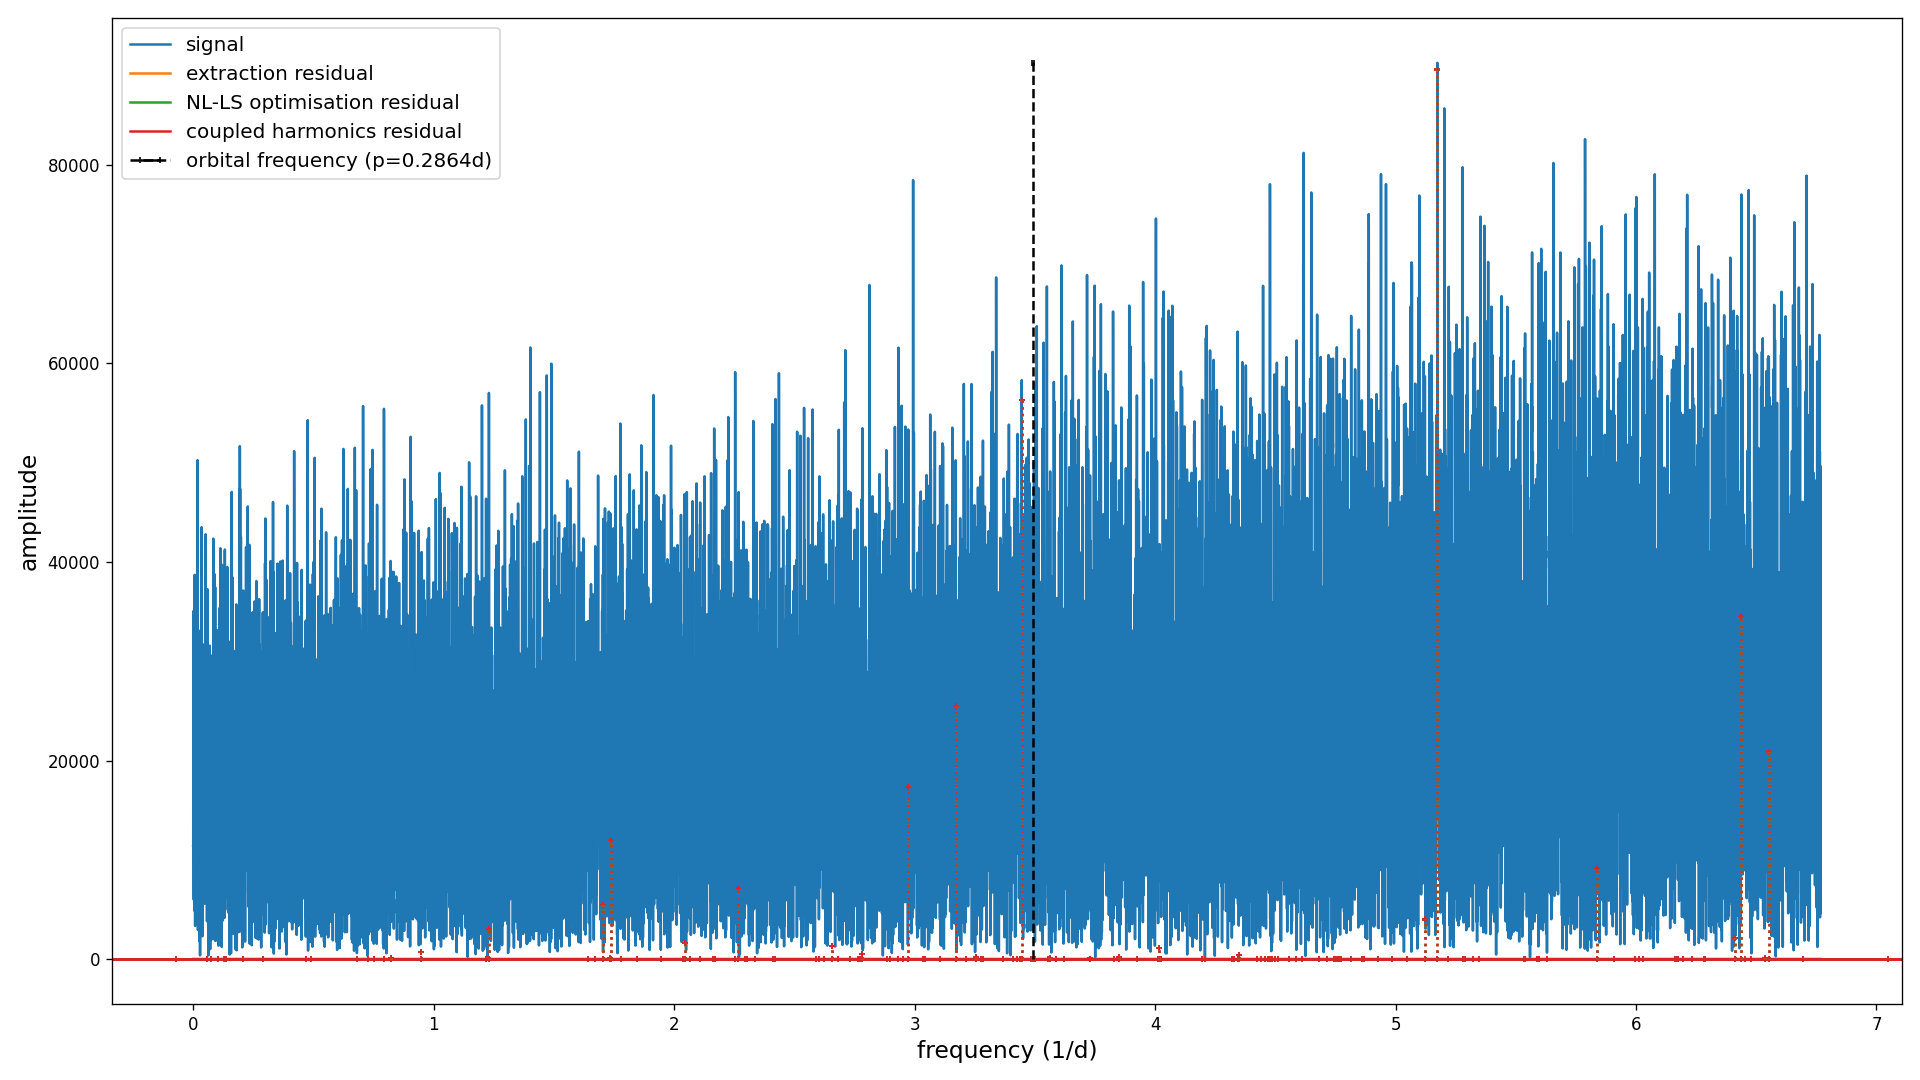 signal
extraction residual
NL-LS optimisation residual
coupled harmonics residual
orbital frequency (p=0.2864d)
amplitude
80000
60000
40000
20000
0
0 1 2 3 4 5 6 7
frequency (1/d)